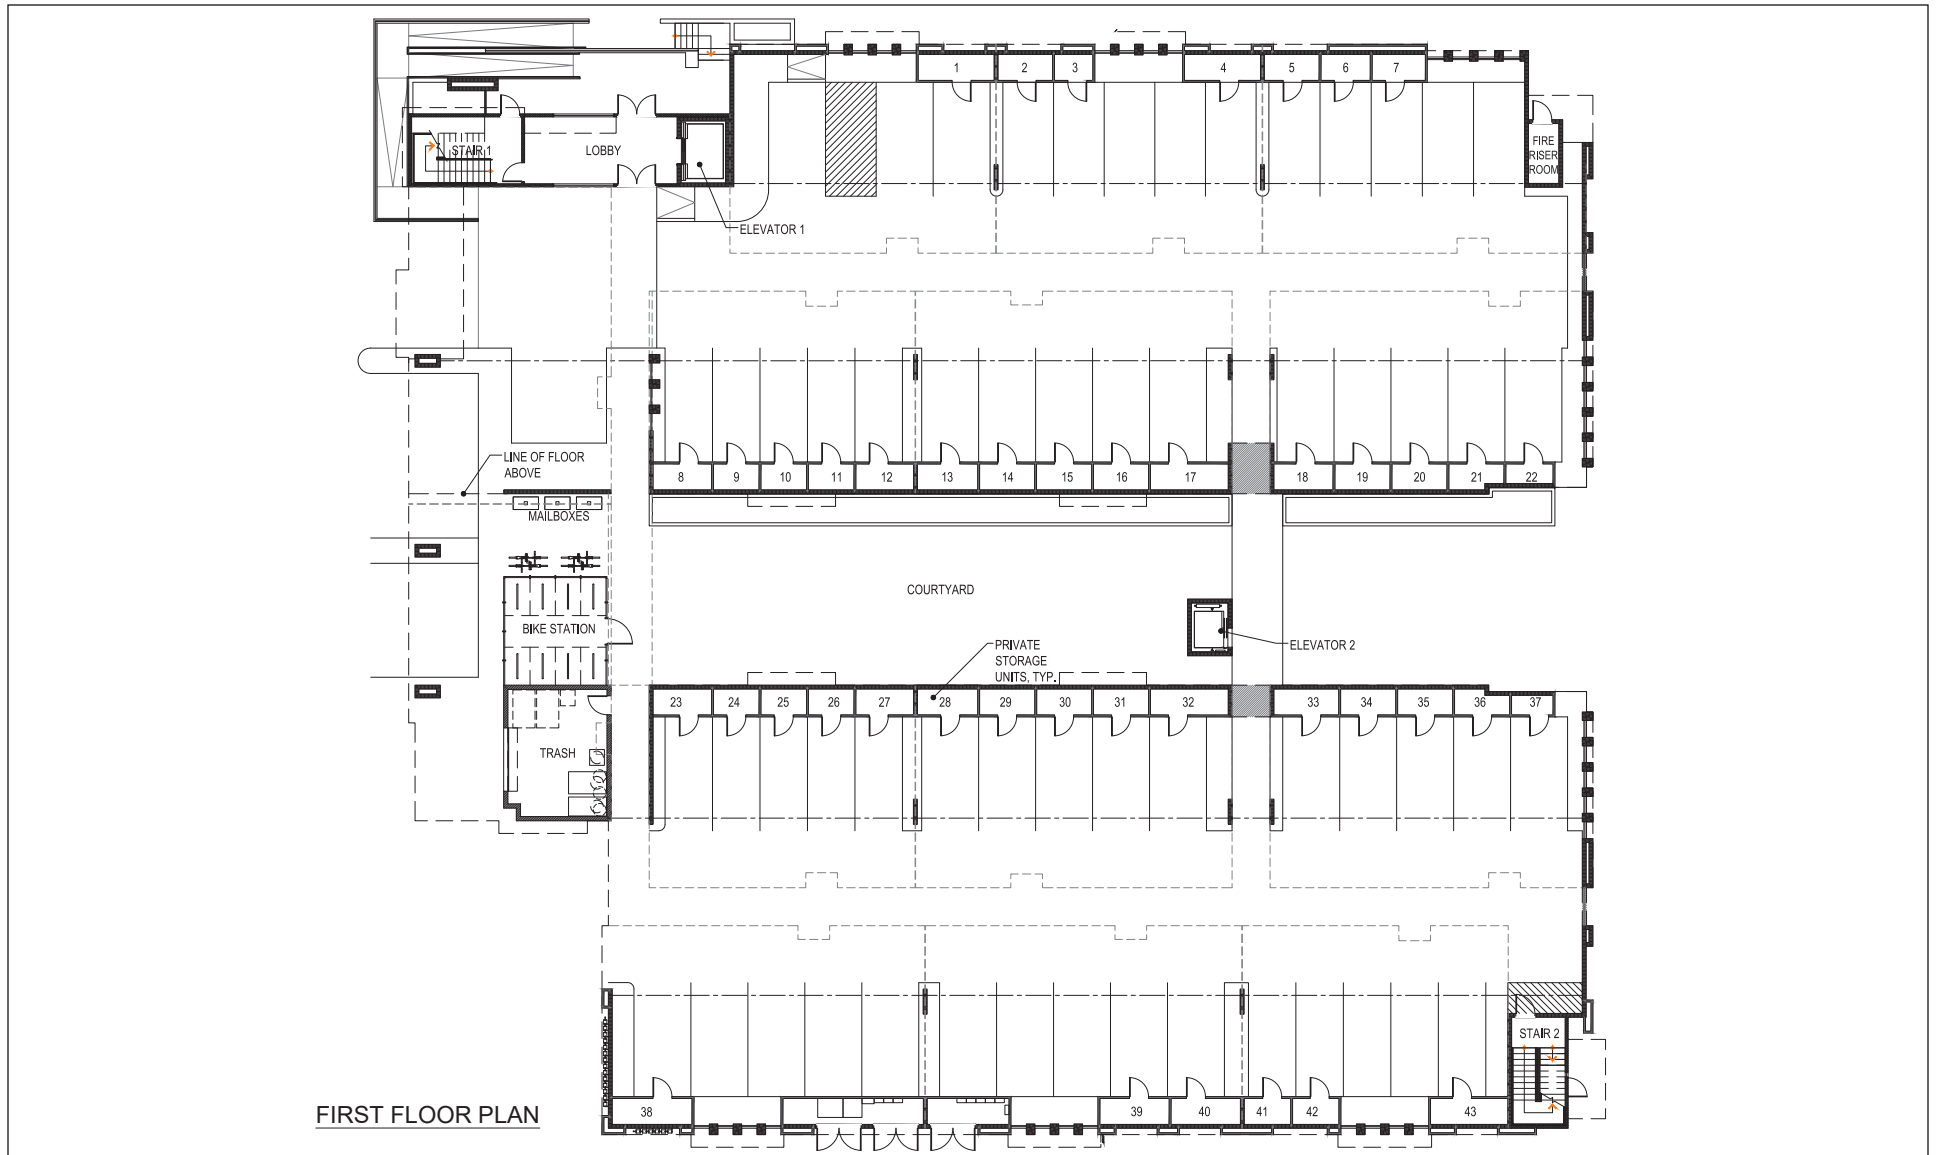 1 2 3 4 5 6 7
STAIR 1
LOBBY
FIRE
RISER
ROOM
ELEVATOR 1
LINE OF FLOOR
ABOVE
8 9 10 11 12 13 14 15 16 17 18 19 20 21 22
MAILBOXES
COURTYARD
BIKE STATION
PRIVATE
STORAGE
UNITS, TYP.
ELEVATOR 2
23 24 25 26 27 28 29 30 31 32 33 34 35 36 37
TRASH
STAIR 2
38 39 40 41 42 43
FIRST FLOOR PLAN